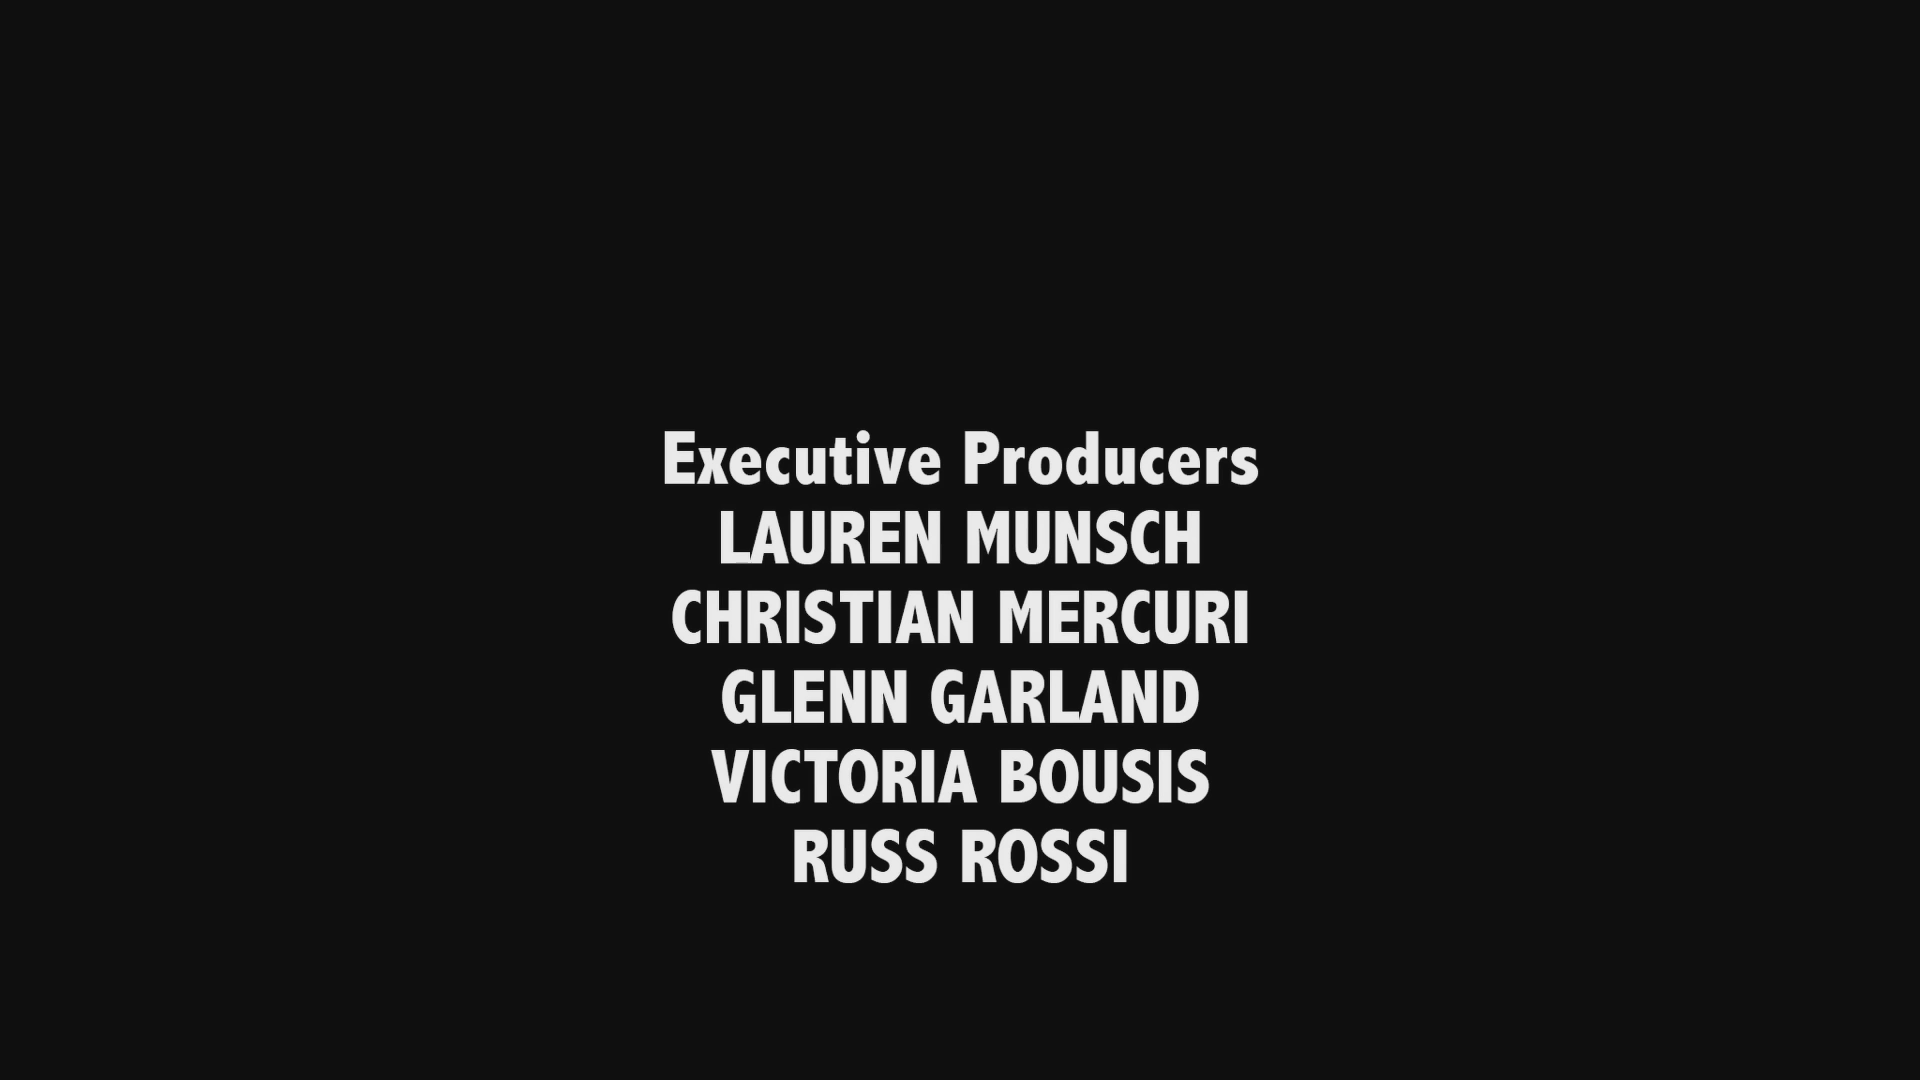 Executive Producers
LAUREN MUNSCH
CHRISTIAN MERCURI
GLENN GARLAND
VICTORIA BOUSIS
RUSS ROSSI